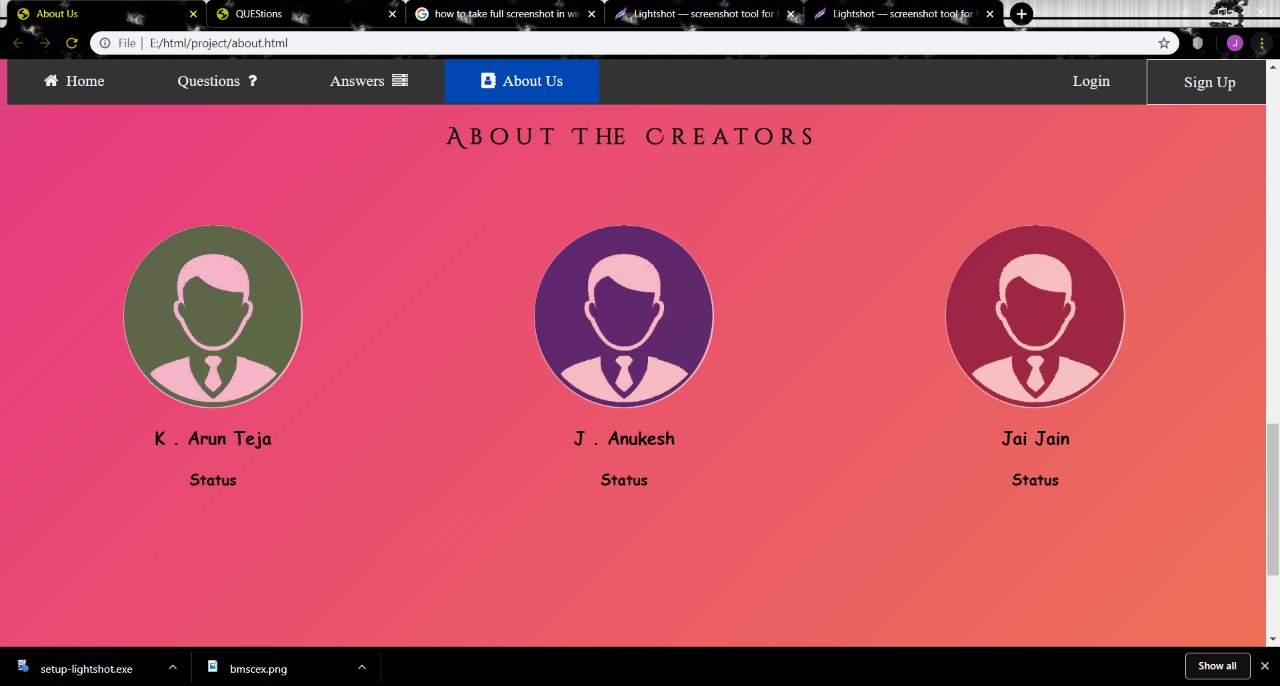 About Us
QUEStions
how to take full screenshot in wi
Lightshot — screenshot tool for
Lightshot — screenshot tool for
File | E:/html/project/about.html
J
Home
Questions ?
Answers
About Us
Login
Sign Up
About The Creators
K . Arun Teja
J . Anukesh
Jai Jain
Status
Status
Status
setup-lightshot.exe
bmscex.png
Show all